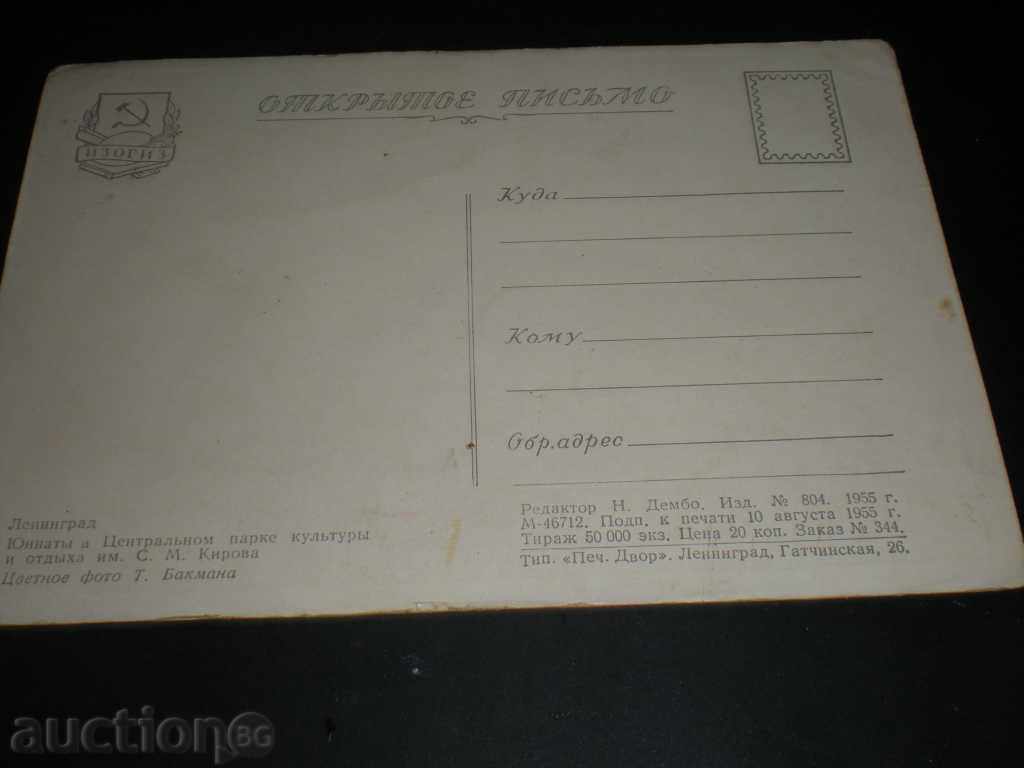 ИЗОГИЗ
ОТКРЫТОЕ ПИСЬМО
Куда
Кому
Обр. адрес
Ленинград
Юннаты в Центральном парке культуры
и отдыха им. С. М. Кирова
Цветное фото Т. Бакмана
Редактор Н. Дембо. Изд. № 804. 1955 г.
М-46712. Подп. к печати 10 августа 1955 г.
Тираж 50 000 экз. Цена 20 коп. Заказ № 344.
Тип. «Печ. Двор». Ленинград, Гатчинская, 26.
auction BG